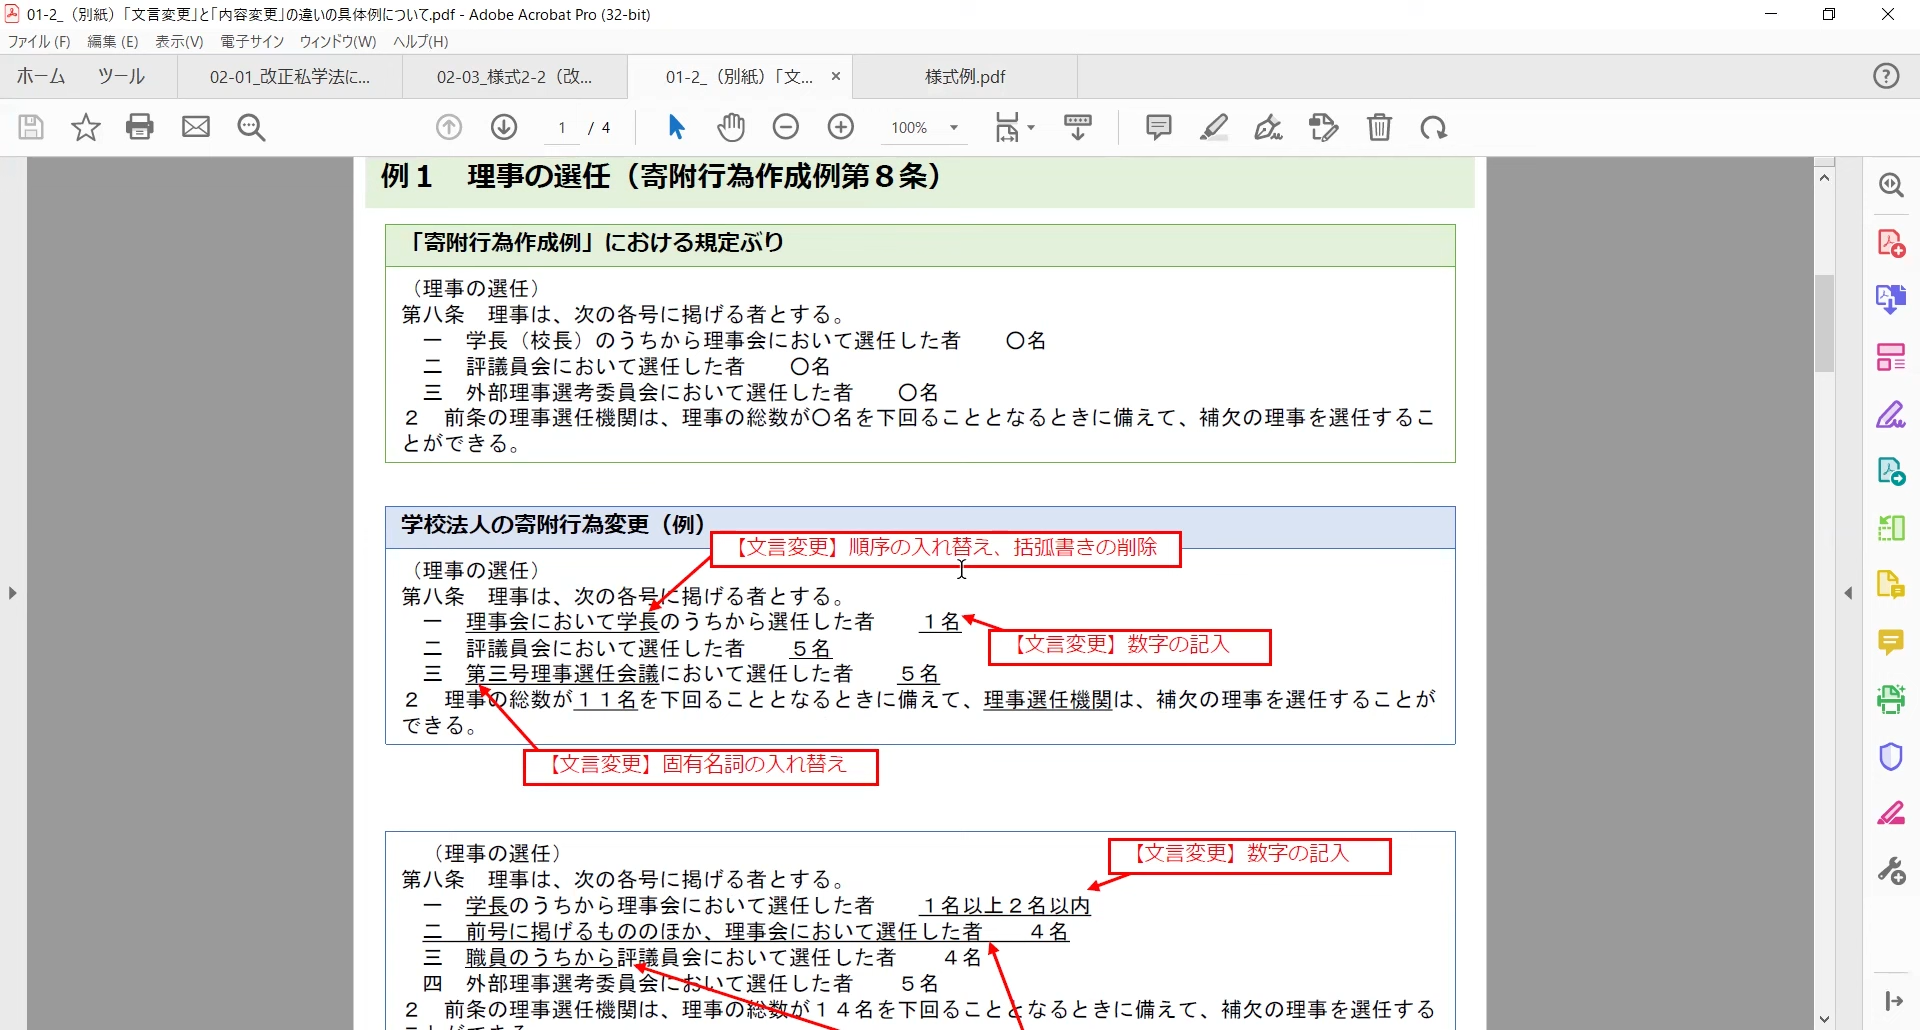 01-2_（別紙）「文言変更」と「内容変更」の違いの具体例について.pdf - Adobe Acrobat Pro (32-bit)
ファイル(F) 編集(E) 表示(V) 電子サイン ウィンドウ(W) ヘルプ(H)
ホーム ツール 02-01_改正私学法に... 02-03_様式2-2（改... 01-2_（別紙）「文... × 様式例.pdf
1 / 4 100%
例１　理事の選任（寄附行為作成例第８条）
「寄附行為作成例」における規定ぶり
（理事の選任）
第八条　理事は、次の各号に掲げる者とする。
一　学長（校長）のうちから理事会において選任した者　　〇名
二　評議員会において選任した者　　〇名
三　外部理事選考委員会において選任した者　　〇名
２　前条の理事選任機関は、理事の総数が〇名を下回ることとなるときに備えて、補欠の理事を選任するこ
とができる。
学校法人の寄附行為変更（例）
【文言変更】順序の入れ替え、括弧書きの削除
（理事の選任）
第八条　理事は、次の各号に掲げる者とする。
一　理事会において学長のうちから選任した者　　１名
【文言変更】数字の記入
二　評議員会において選任した者　　５名
三　第三号理事選任会議において選任した者　　５名
２　理事の総数が１１名を下回ることとなるときに備えて、理事選任機関は、補欠の理事を選任することが
できる。
【文言変更】固有名詞の入れ替え
（理事の選任）
【文言変更】数字の記入
第八条　理事は、次の各号に掲げる者とする。
一　学長のうちから理事会において選任した者　　１名以上２名以内
二　前号に掲げるもののほか、理事会において選任した者　　４名
三　職員のうちから評議員会において選任した者　　４名
四　外部理事選考委員会において選任した者　　５名
２　前条の理事選任機関は、理事の総数が１４名を下回ることとなるときに備えて、補欠の理事を選任する